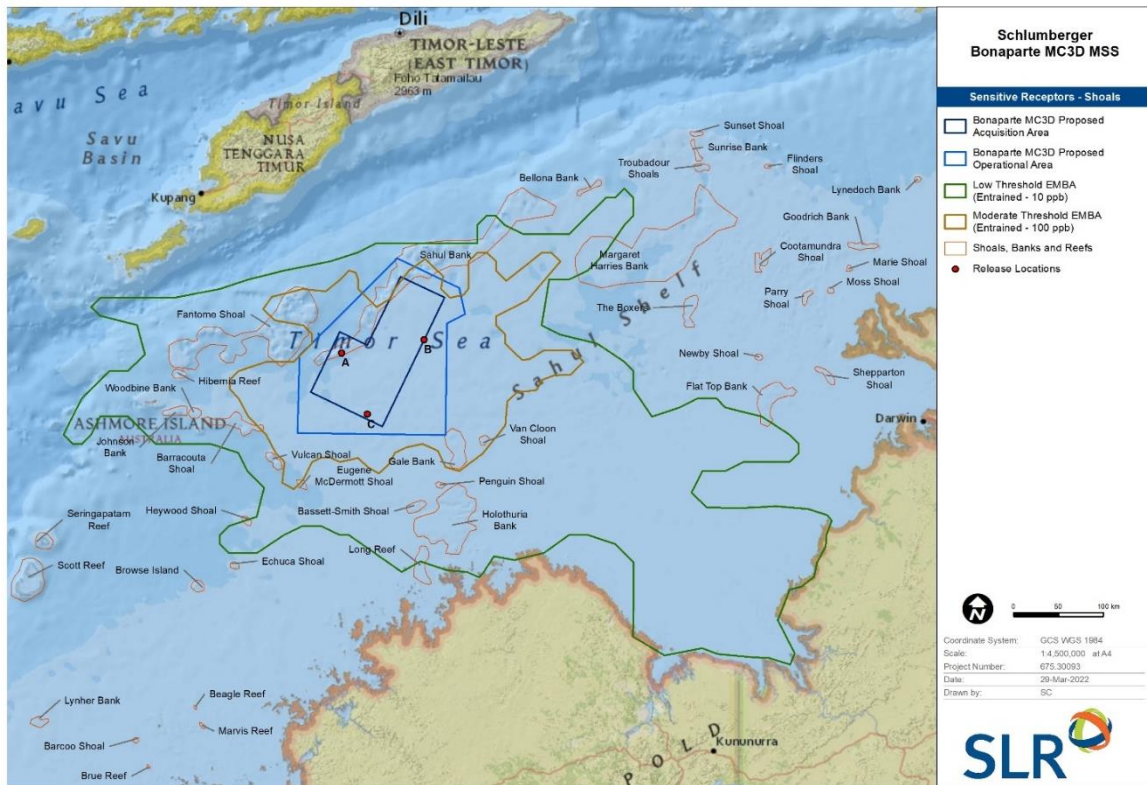 Dili
TIMOR-LESTE
(EAST TIMOR)
Foho Tatamailau
2963 m
Timor Island
avu Sea
Savu
Basin
NUSA
TENGGARA
TIMUR
Kupang
Sunset Shoal
Sunrise Bank
Troubadour
Shoals
Flinders
Shoal
Lynedoch Bank
Bellona Bank
Goodrich Bank
Cootamundra
Shoal
Marie Shoal
Sahul Bank
Margaret
Harries Bank
Parry
Shoal
Moss Shoal
The Boxers
Fantome Shoal
Timor Sea
Sahul Shelf
A
B
C
Newby Shoal
Shepparton
Shoal
Hibernia Reef
Woodbine Bank
Flat Top Bank
ASHMORE ISLAND
AUSTRALIA
Darwin
Johnson
Bank
Barracouta
Shoal
Van Cloon
Shoal
Vulcan Shoal
Gale Bank
Eugene
McDermott Shoal
Penguin Shoal
Heywood Shoal
Bassett-Smith Shoal
Holothuria
Bank
Seringapatam
Reef
Long Reef
Scott Reef
Browse Island
Echuca Shoal
Lynher Bank
Beagle Reef
Marvis Reef
Barcoo Shoal
Brue Reef
Kununurra
POLD
Schlumberger
Bonaparte MC3D MSS
Sensitive Receptors - Shoals
Bonaparte MC3D Proposed
Acquisition Area
Bonaparte MC3D Proposed
Operational Area
Low Threshold EMBA
(Entrained - 10 ppb)
Moderate Threshold EMBA
(Entrained - 100 ppb)
Shoals, Banks and Reefs
Release Locations
N
0 50 100 km
Coordinate System: GCS WGS 1984
Scale: 1:4,500,000 at A4
Project Number: 675.30093
Date: 29-Mar-2022
Drawn by: SC
SLR